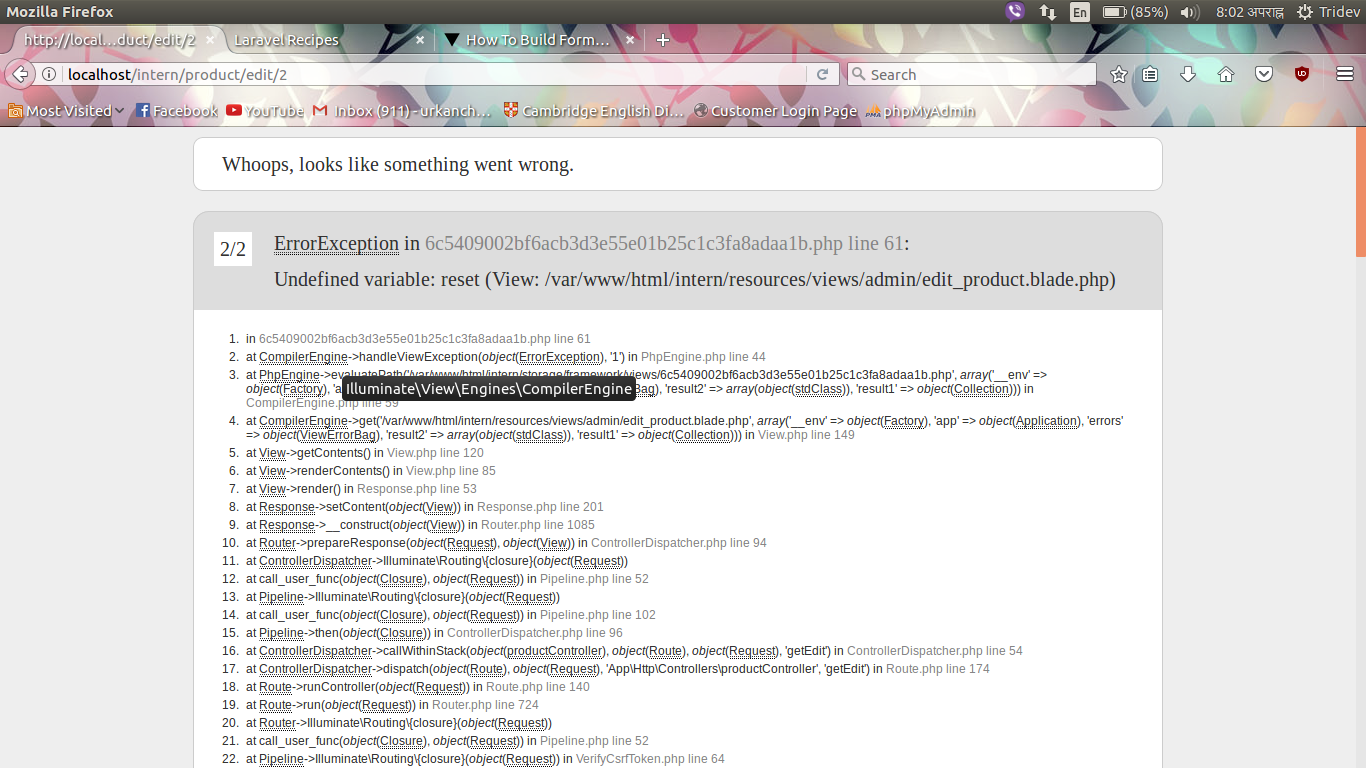 Mozilla Firefox
En (85%) 8:02 अपराह्न Tridev
http://local...duct/edit/2 × Laravel Recipes × How To Build Form... ×
localhost/intern/product/edit/2
Search
Most Visited Facebook YouTube Inbox (911) - urkanch... Cambridge English Di... Customer Login Page phpMyAdmin
Whoops, looks like something went wrong.
2/2 ErrorException in 6c5409002bf6acb3d3e55e01b25c1c3fa8adaa1b.php line 61:
Undefined variable: reset (View: /var/www/html/intern/resources/views/admin/edit_product.blade.php)
1. in 6c5409002bf6acb3d3e55e01b25c1c3fa8adaa1b.php line 61
2. at CompilerEngine->handleViewException(object(ErrorException), '1') in PhpEngine.php line 44
3. at PhpEngine->evaluatePath('/var/www/html/intern/storage/framework/views/6c5409002bf6acb3d3e55e01b25c1c3fa8adaa1b.php', array('__env' =>
object(Factory), 'a Illuminate\View\Engines\CompilerEngine ag), 'result2' => array(object(stdClass)), 'result1' => object(Collection))) in
CompilerEngine.php line 59
4. at CompilerEngine->get('/var/www/html/intern/resources/views/admin/edit_product.blade.php', array('__env' => object(Factory), 'app' => object(Application), 'errors'
=> object(ViewErrorBag), 'result2' => array(object(stdClass)), 'result1' => object(Collection))) in View.php line 149
5. at View->getContents() in View.php line 120
6. at View->renderContents() in View.php line 85
7. at View->render() in Response.php line 53
8. at Response->setContent(object(View)) in Response.php line 201
9. at Response->__construct(object(View)) in Router.php line 1085
10. at Router->prepareResponse(object(Request), object(View)) in ControllerDispatcher.php line 94
11. at ControllerDispatcher->Illuminate\Routing\{closure}(object(Request))
12. at call_user_func(object(Closure), object(Request)) in Pipeline.php line 52
13. at Pipeline->Illuminate\Routing\{closure}(object(Request))
14. at call_user_func(object(Closure), object(Request)) in Pipeline.php line 102
15. at Pipeline->then(object(Closure)) in ControllerDispatcher.php line 96
16. at ControllerDispatcher->callWithinStack(object(productController), object(Route), object(Request), 'getEdit') in ControllerDispatcher.php line 54
17. at ControllerDispatcher->dispatch(object(Route), object(Request), 'App\Http\Controllers\productController', 'getEdit') in Route.php line 174
18. at Route->runController(object(Request)) in Route.php line 140
19. at Route->run(object(Request)) in Router.php line 724
20. at Router->Illuminate\Routing\{closure}(object(Request))
21. at call_user_func(object(Closure), object(Request)) in Pipeline.php line 52
22. at Pipeline->Illuminate\Routing\{closure}(object(Request)) in VerifyCsrfToken.php line 64